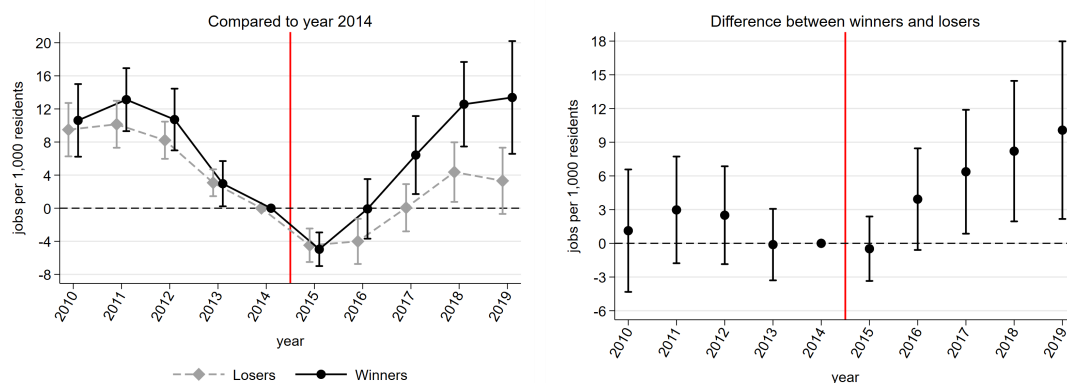 Compared to year 2014
jobs per 1,000 residents
20
16
12
8
4
0
-4
-8
2010 2011 2012 2013 2014 2015 2016 2017 2018 2019
year
Losers Winners
Difference between winners and losers
jobs per 1,000 residents
18
15
12
9
6
3
0
-3
-6
2010 2011 2012 2013 2014 2015 2016 2017 2018 2019
year